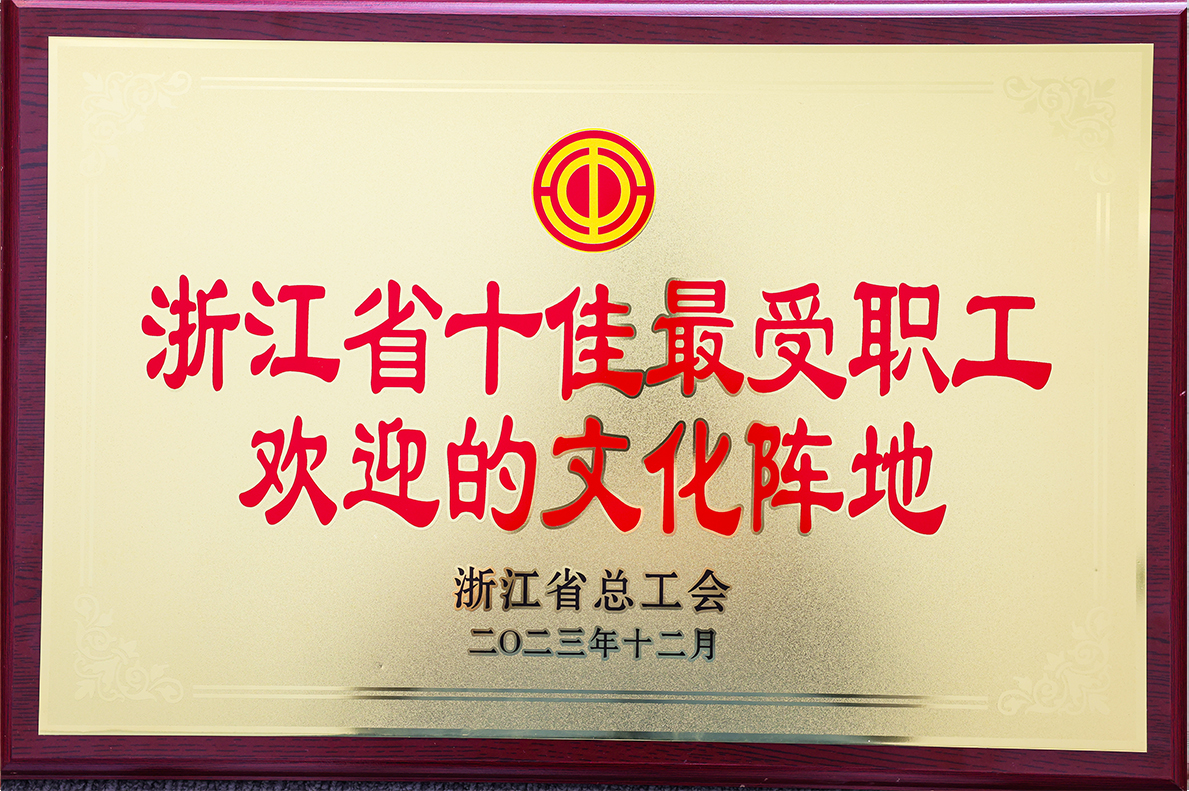 浙江省十佳最受职工
欢迎的文化阵地
浙江省总工会
二〇二三年十二月